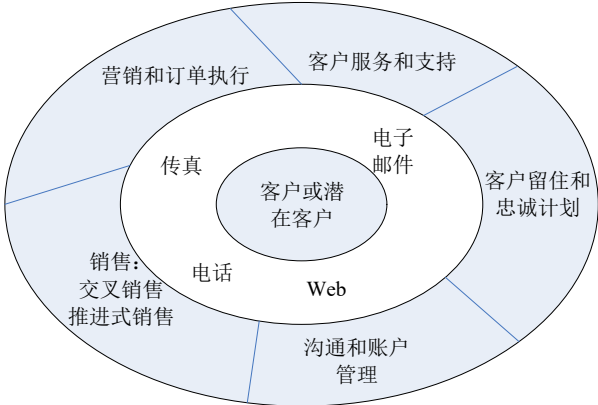 营销和订单执行
客户服务和支持
电子
邮件
传真
客户或潜
在客户
客户留住和
忠诚计划
销售：
交叉销售
推进式销售
电话
Web
沟通和账户
管理